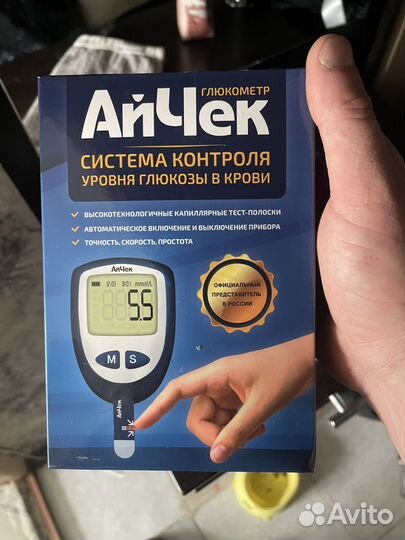 ГЛЮКОМЕТР
АйЧек
СИСТЕМА КОНТРОЛЯ
УРОВНЯ ГЛЮКОЗЫ В КРОВИ
ВЫСОКОТЕХНОЛОГИЧНЫЕ КАПИЛЛЯРНЫЕ ТЕСТ-ПОЛОСКИ
АВТОМАТИЧЕСКОЕ ВКЛЮЧЕНИЕ И ВЫКЛЮЧЕНИЕ ПРИБОРА
ТОЧНОСТЬ, СКОРОСТЬ, ПРОСТОТА
ОФИЦИАЛЬНЫЙ
ПРЕДСТАВИТЕЛЬ
В РОССИИ
АйЧек
mmol/L
5.5
M S
АйЧек
Avito